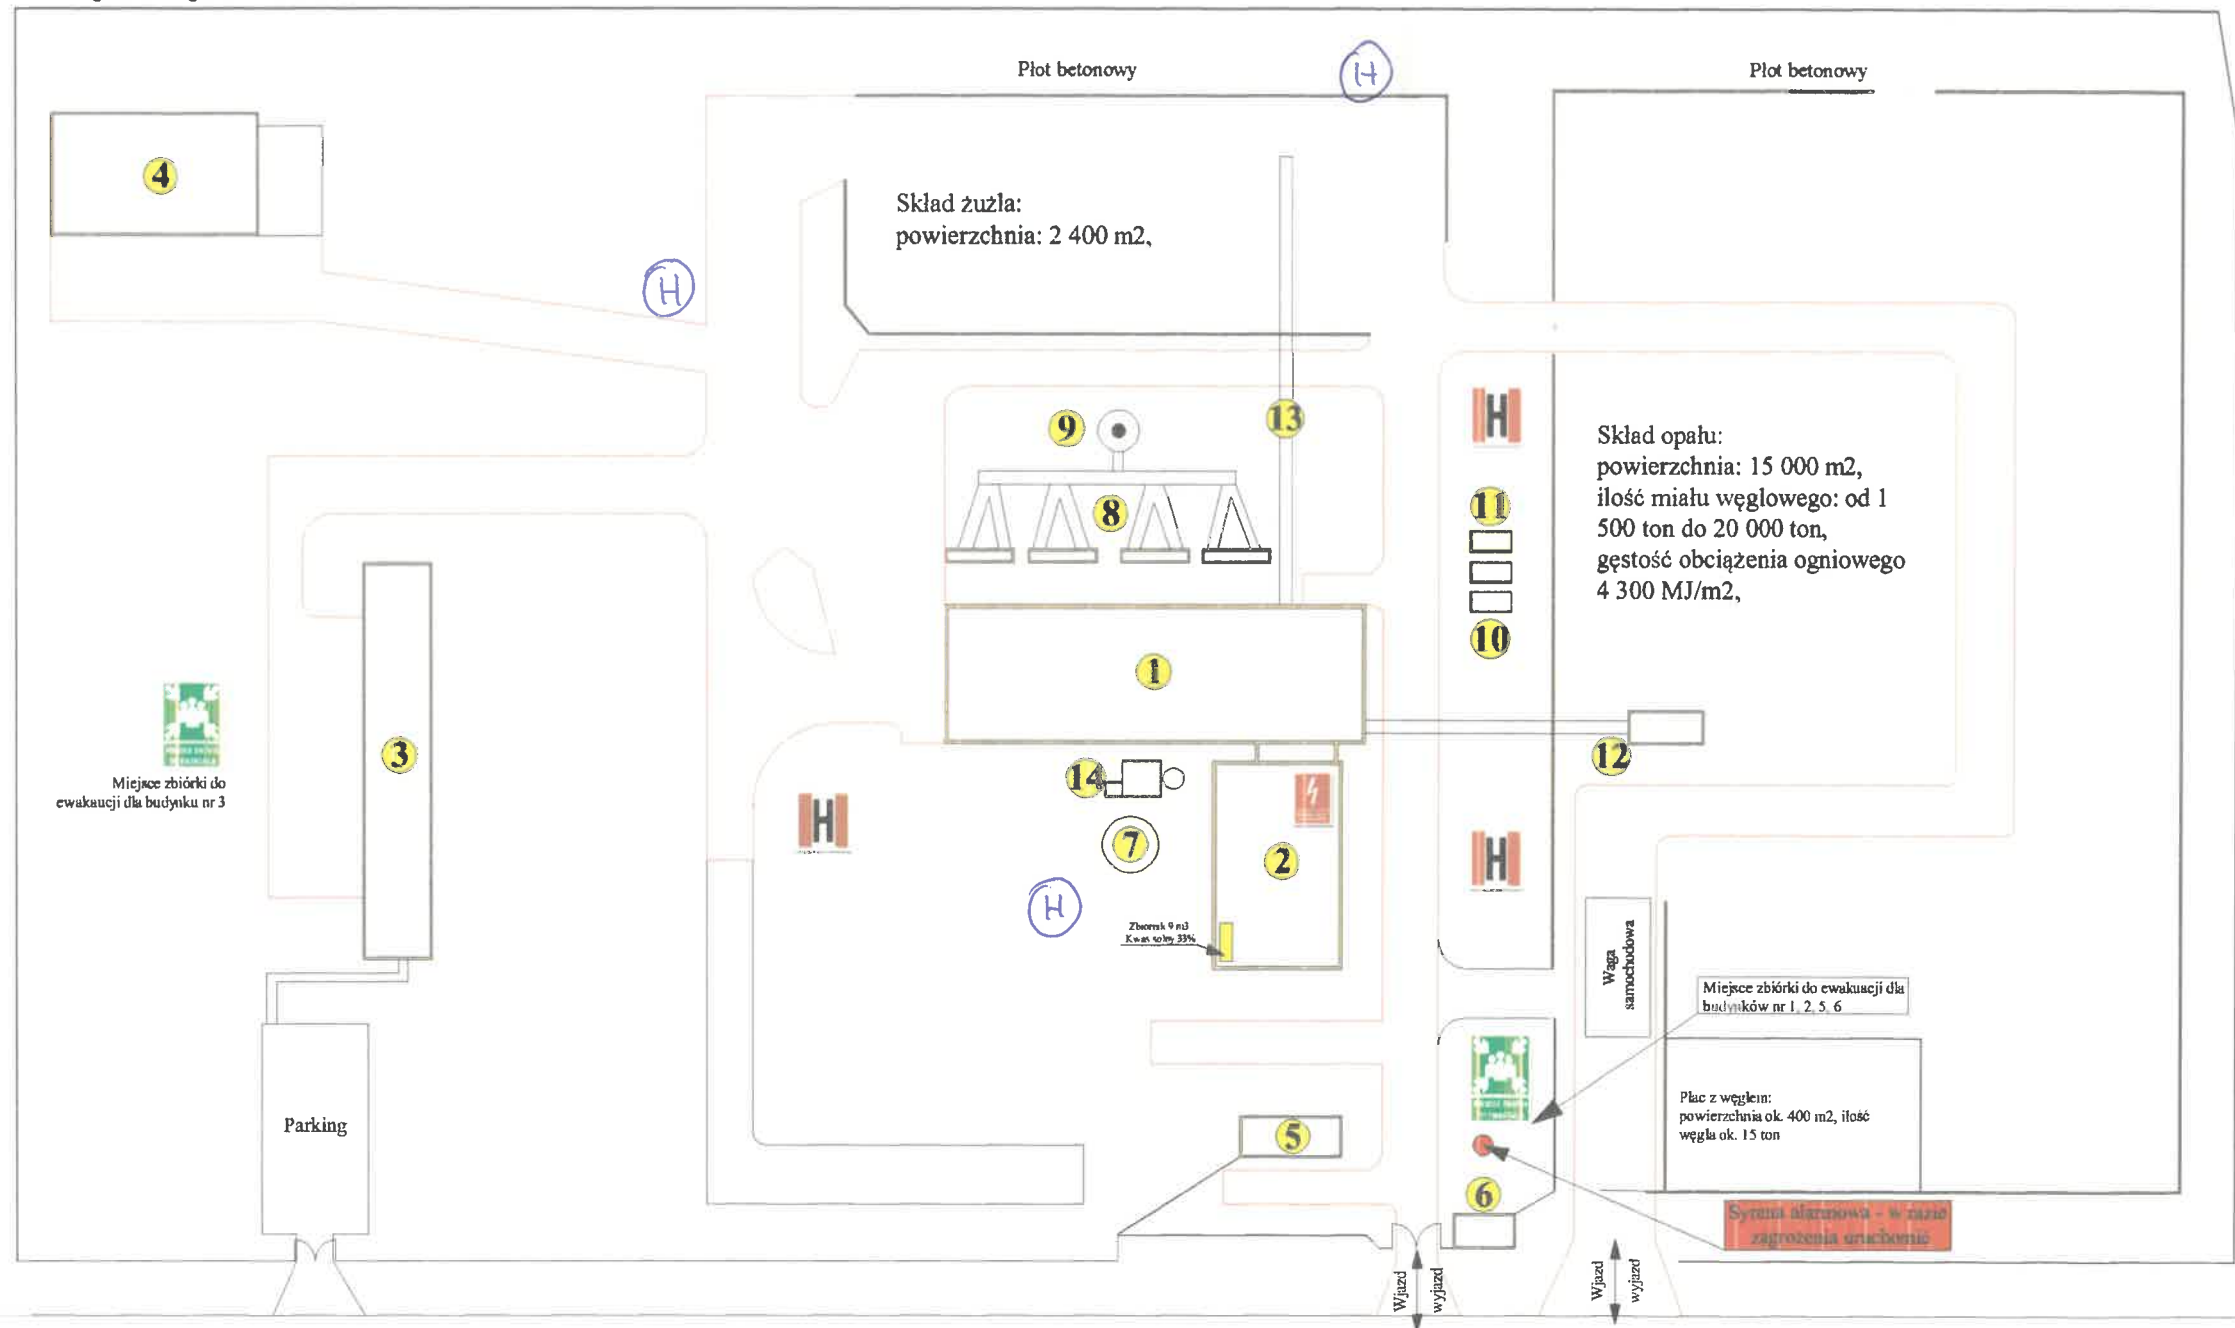 Płot betonowy
H
Płot betonowy
4
Skład żużla:
powierzchnia: 2 400 m2,
H
H
9
13
Skład opału:
powierzchnia: 15 000 m2,
ilość miału węglowego: od 1
500 ton do 20 000 ton,
gęstość obciążenia ogniowego
4 300 MJ/m2,
8
11
10
1
3
12
Miejsce zbiórki do
ewakaucji dla budynku nr 3
14
H
7
2
H
H
Zbiornik 9 m3
Kwas solny 33%
Waga
samochodowa
Miejsce zbiórki do ewakuacji dla
budynków nr 1, 2, 5, 6
Parking
Plac z węglem:
powierzchnia ok. 400 m2, ilość
węgla ok. 15 ton
5
6
Syrena alarmowa - w razie
zagrożenia uruchomić
Wjazd
wyjazd
Wjazd
wyjazd